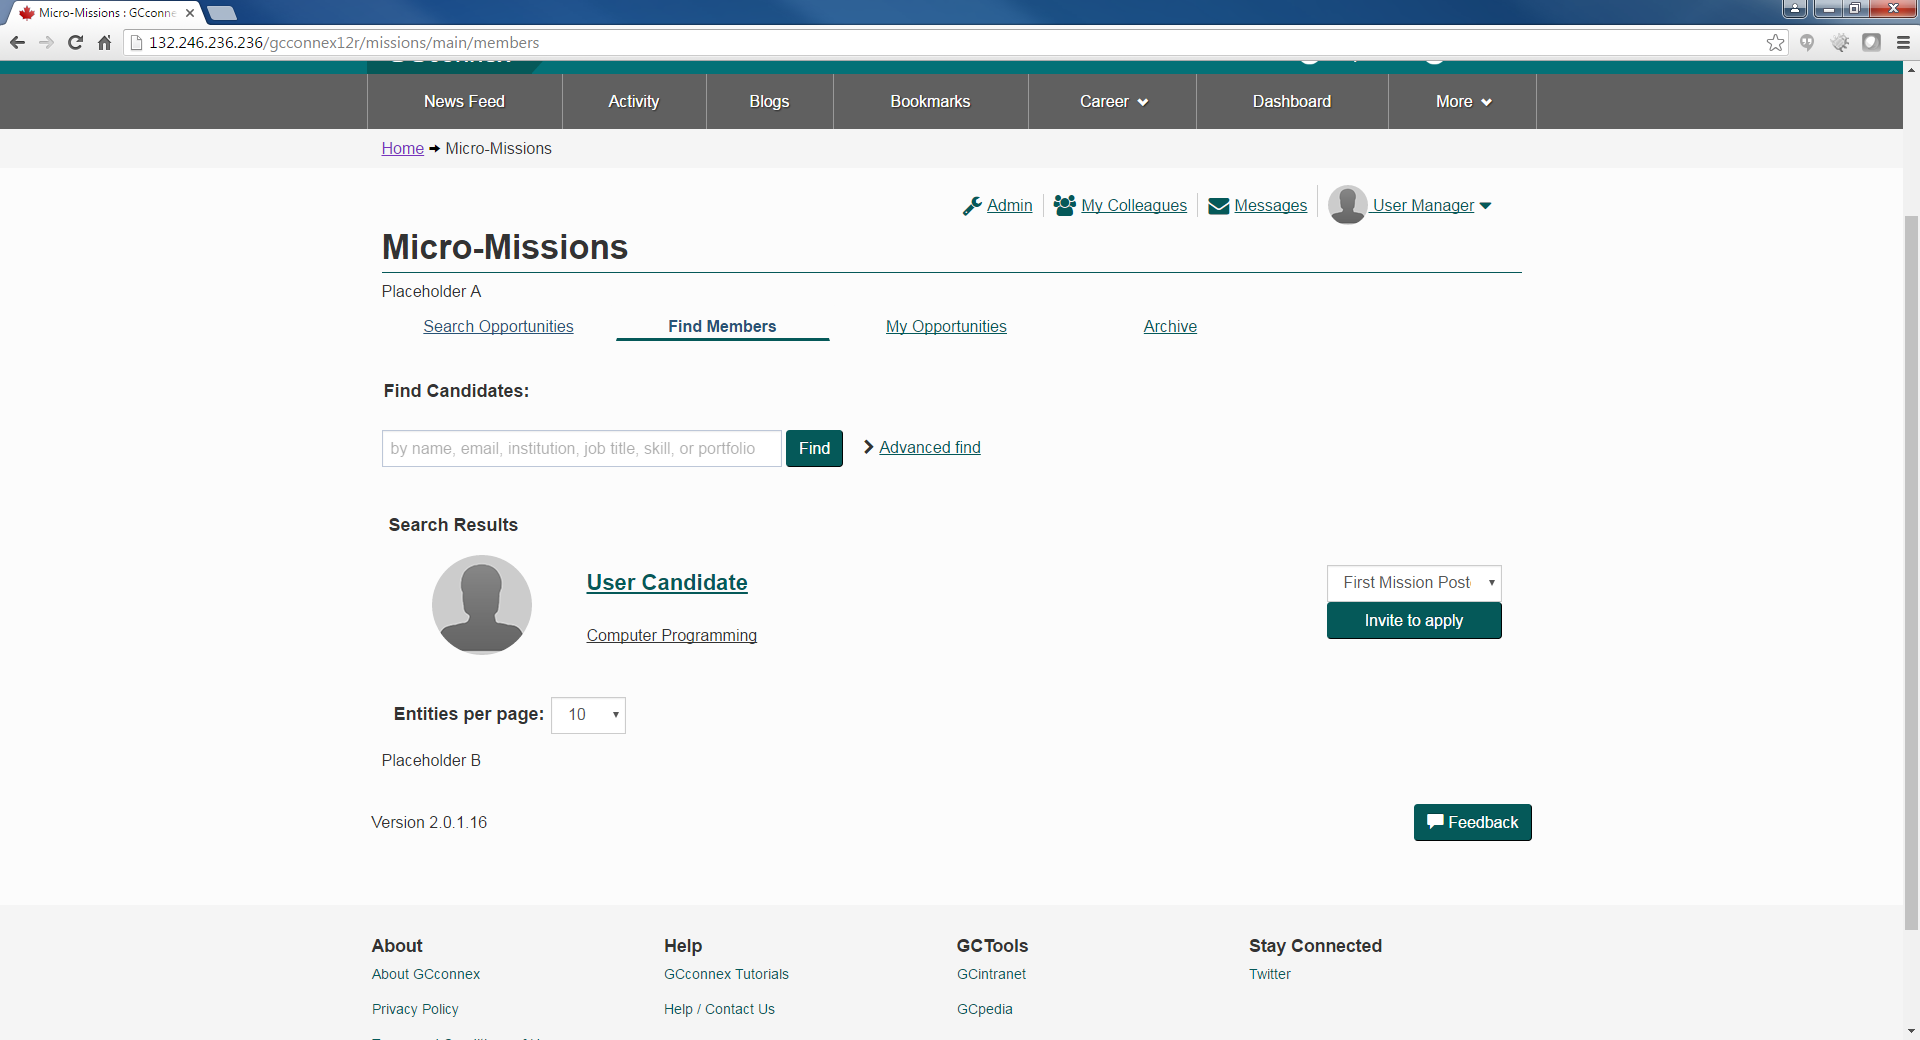 Micro-Missions : GCconne
132.246.236.236/gcconnex12r/missions/main/members
News Feed Activity Blogs Bookmarks Career Dashboard More
Home Micro-Missions
Admin My Colleagues Messages User Manager
Micro-Missions
Placeholder A
Search Opportunities Find Members My Opportunities Archive
Find Candidates:
by name, email, institution, job title, skill, or portfolio Find Advanced find
Search Results
User Candidate
First Mission Post
Invite to apply
Computer Programming
Entities per page: 10
Placeholder B
Version 2.0.1.16 Feedback
About Help GCTools Stay Connected
About GCconnex GCconnex Tutorials GCintranet Twitter
Privacy Policy Help / Contact Us GCpedia